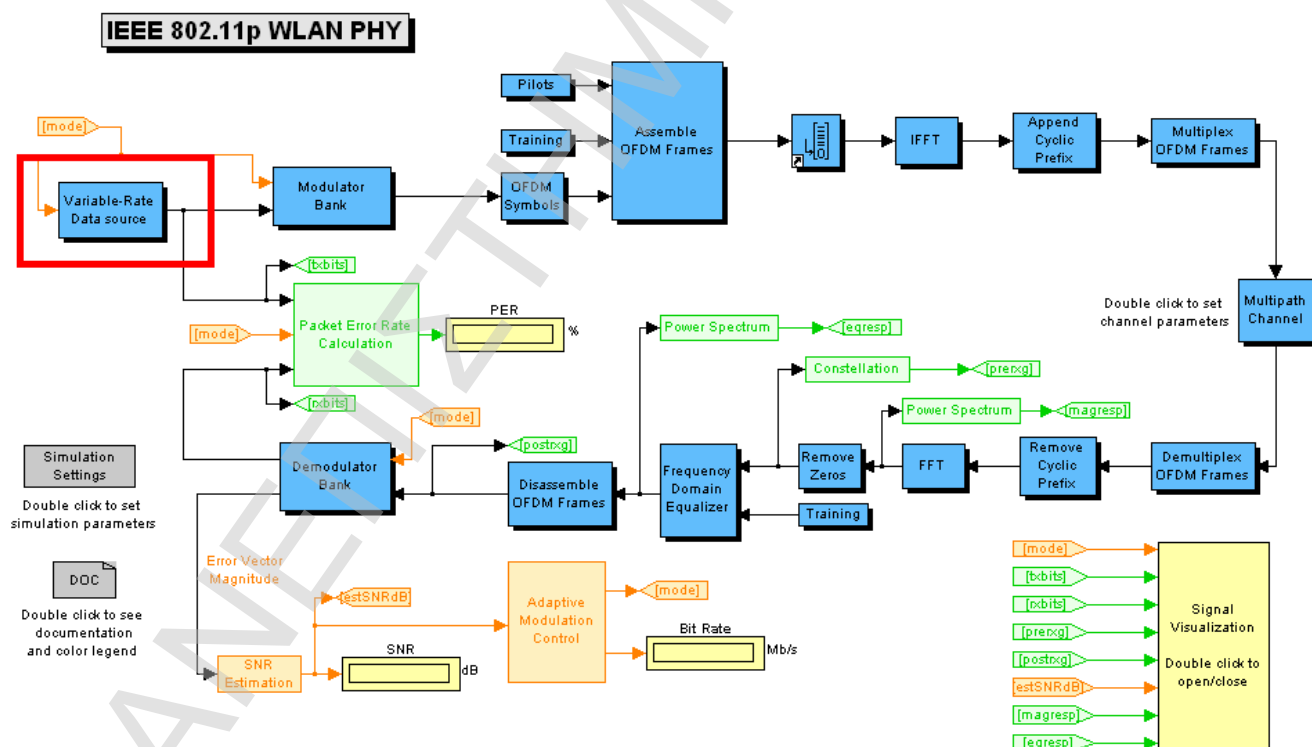 IEEE 802.11p WLAN PHY
[mode]
Variable-Rate
Data source
Modulator
Bank
Pilots
Training
OFDM
Symbols
Assemble
OFDM Frames
[0]
IFFT
Append
Cyclic
Prefix
Multiplex
OFDM Frames
[txbits]
[mode]
Packet Error Rate
Calculation
PER
%
[rxbits]
Double click to set
channel parameters
Multipath
Channel
Power Spectrum
[eqresp]
Constellation
[prerxg]
Power Spectrum
[magresp]
[mode]
[postrxg]
Simulation
Settings
Double click to set
simulation parameters
Demodulator
Bank
Disassemble
OFDM Frames
Frequency
Domain
Equalizer
Remove
Zeros
FFT
Remove
Cyclic
Prefix
Demultiplex
OFDM Frames
Training
DOC
Double click to see
documentation
and color legend
Error Vector
Magnitude
[estSNRdB]
SNR
Estimation
SNR
dB
Adaptive
Modulation
Control
[mode]
Bit Rate
Mb/s
[mode]
[txbits]
[rxbits]
[prerxg]
[postrxg]
[estSNRdB]
[magresp]
[eqresp]
Signal
Visualization
Double click to
open/close